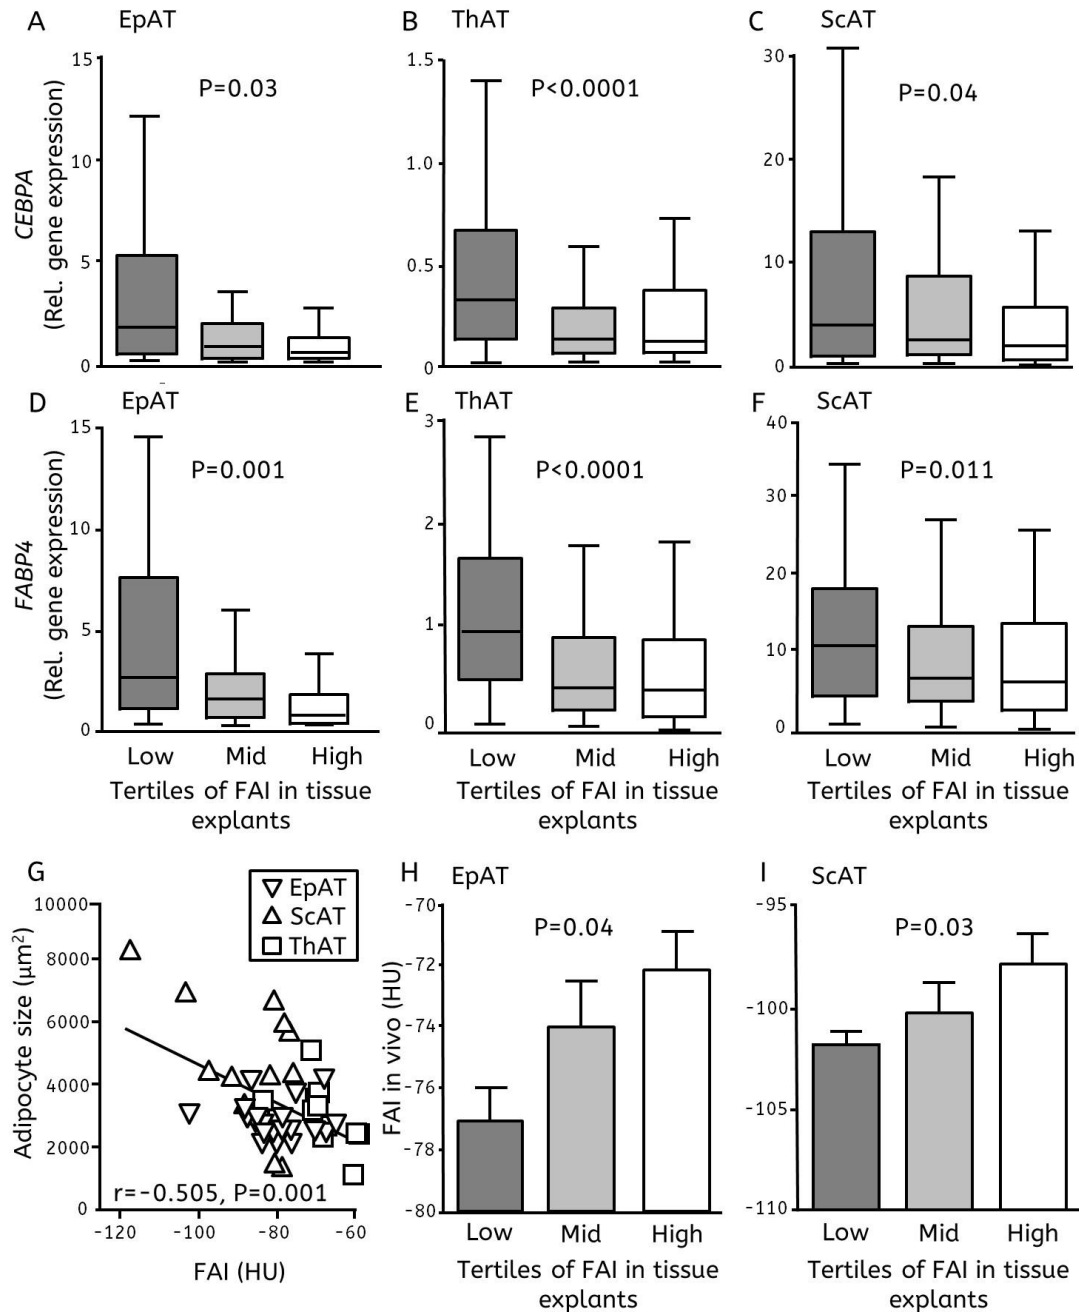 A EpAT
B ThAT
C ScAT
CEBPA
(Rel. gene expression)
15
10
5
0
P=0.03
1.5
1.0
0.5
0
P<0.0001
30
20
10
0
P=0.04
D EpAT
E ThAT
F ScAT
FABP4
(Rel. gene expression)
15
10
5
0
P=0.001
3
2
1
0
P<0.0001
40
30
20
10
0
P=0.011
Low Mid High
Low Mid High
Low Mid High
Tertiles of FAI in tissue
explants
Tertiles of FAI in tissue
explants
Tertiles of FAI in tissue
explants
G
EpAT
ScAT
ThAT
Adipocyte size (μm²)
10000
8000
6000
4000
2000
0
r=-0.505, P=0.001
-120 -100 -80 -60
FAI (HU)
H EpAT
FAI in vivo (HU)
-70
-72
-74
-76
-78
-80
P=0.04
Low Mid High
Tertiles of FAI in tissue
explants
I ScAT
-95
-100
-105
-110
P=0.03
Low Mid High
Tertiles of FAI in tissue
explants